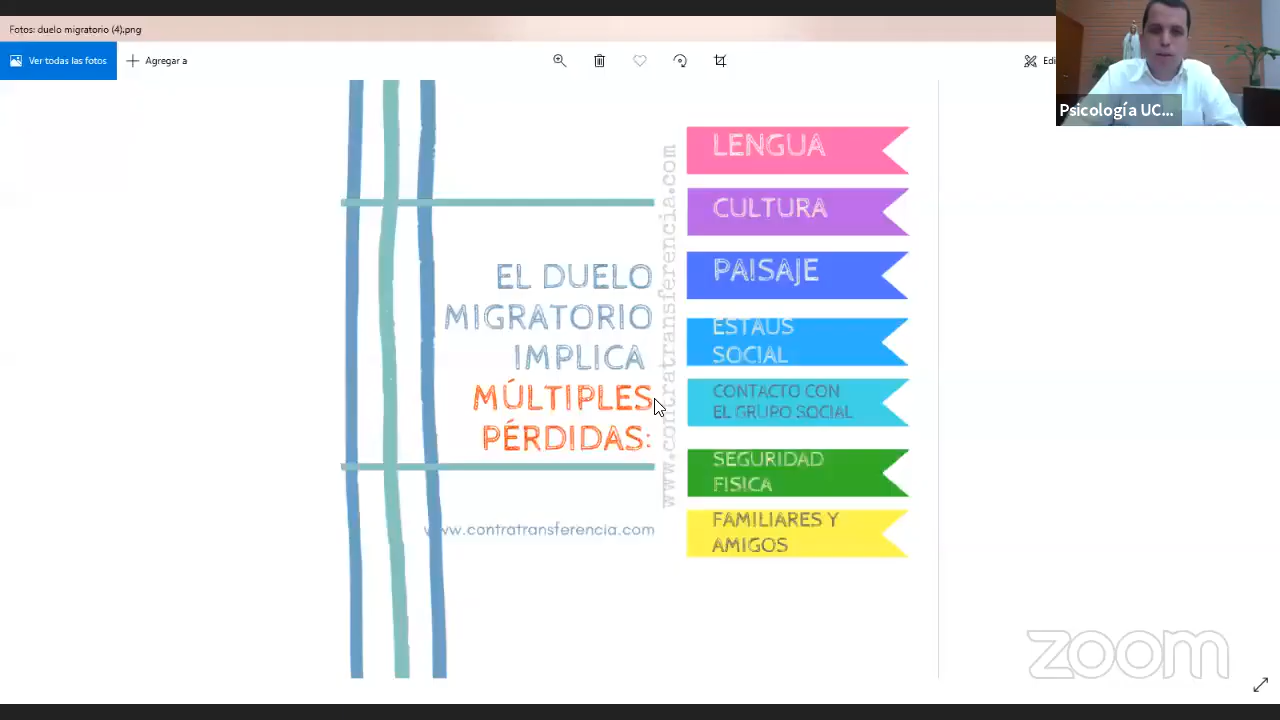 Fotos: duelo migratorio (4).png
Ver todas las fotos
Agregar a
Edi
Psicología UC...
EL DUELO
MIGRATORIO
IMPLICA
MÚLTIPLES
PÉRDIDAS:
www.contratransferencia.com
www.contratransferencia.com
LENGUA
CULTURA
PAISAJE
ESTAUS
SOCIAL
CONTACTO CON
EL GRUPO SOCIAL
SEGURIDAD
FISICA
FAMILIARES Y
AMIGOS
zoom